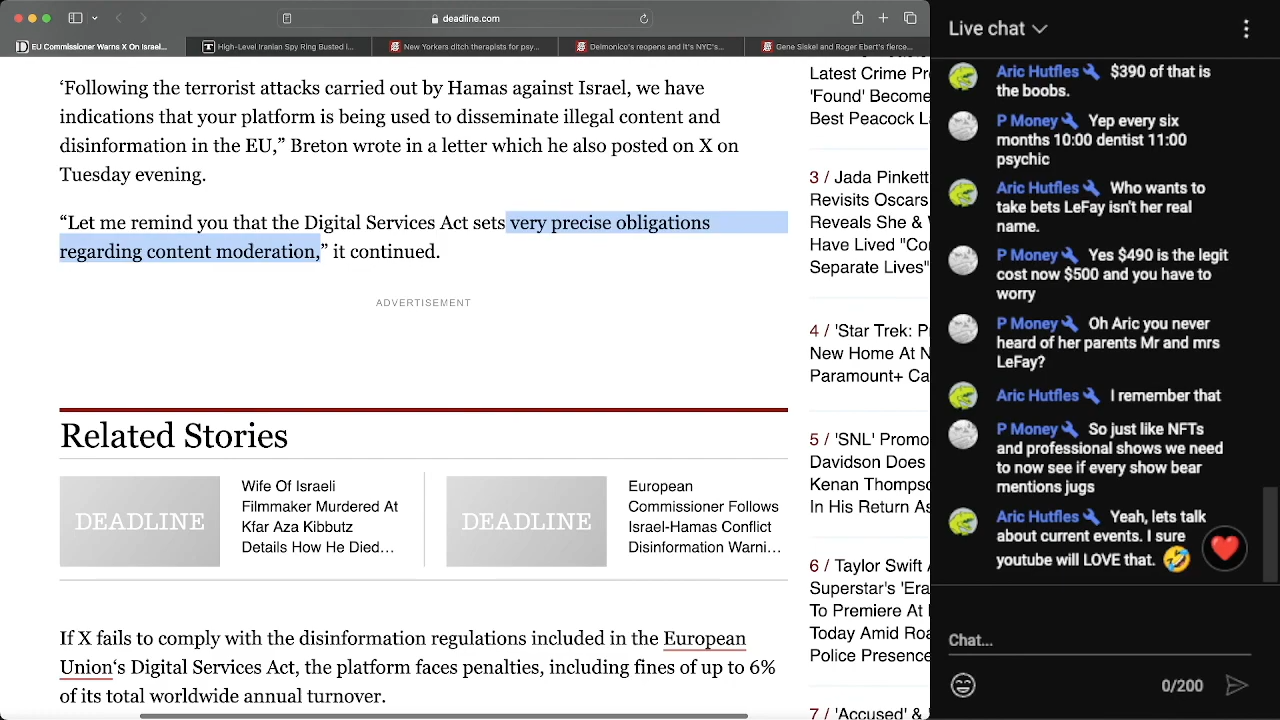 deadline.com
EU Commissioner Warns X On Israel...
High-Level Iranian Spy Ring Busted i...
New Yorkers ditch therapists for psy...
Delmonico's reopens and it's NYC's...
Gene Siskel and Roger Ebert's fierce...
‘Following the terrorist attacks carried out by Hamas against Israel, we have
indications that your platform is being used to disseminate illegal content and
disinformation in the EU,” Breton wrote in a letter which he also posted on X on
Tuesday evening.
“Let me remind you that the Digital Services Act sets very precise obligations
regarding content moderation,” it continued.
ADVERTISEMENT
Related Stories
DEADLINE
Wife Of Israeli
Filmmaker Murdered At
Kfar Aza Kibbutz
Details How He Died...
DEADLINE
European
Commissioner Follows
Israel-Hamas Conflict
Disinformation Warni...
If X fails to comply with the disinformation regulations included in the European
Union‘s Digital Services Act, the platform faces penalties, including fines of up to 6%
of its total worldwide annual turnover.
Latest Crime Pr
'Found' Become
Best Peacock La
3 / Jada Pinkett
Revisits Oscars
Reveals She & W
Have Lived "Co
Separate Lives"
4 / 'Star Trek: P
New Home At N
Paramount+ Ca
5 / 'SNL' Promo
Davidson Does
Kenan Thomps
In His Return As
6 / Taylor Swift A
Superstar's 'Era
To Premiere At
Today Amid Roa
Police Presence
7 / 'Accused' &
Live chat
Aric Hutfles $390 of that is
the boobs.
P Money Yep every six
months 10:00 dentist 11:00
psychic
Aric Hutfles Who wants to
take bets LeFay isn't her real
name.
P Money Yes $490 is the legit
cost now $500 and you have to
worry
P Money Oh Aric you never
heard of her parents Mr and mrs
LeFay?
Aric Hutfles I remember that
P Money So just like NFTs
and professional shows we need
to now see if every show bear
mentions jugs
Aric Hutfles Yeah, lets talk
about current events. I sure
youtube will LOVE that. 🤣
Chat...
0/200